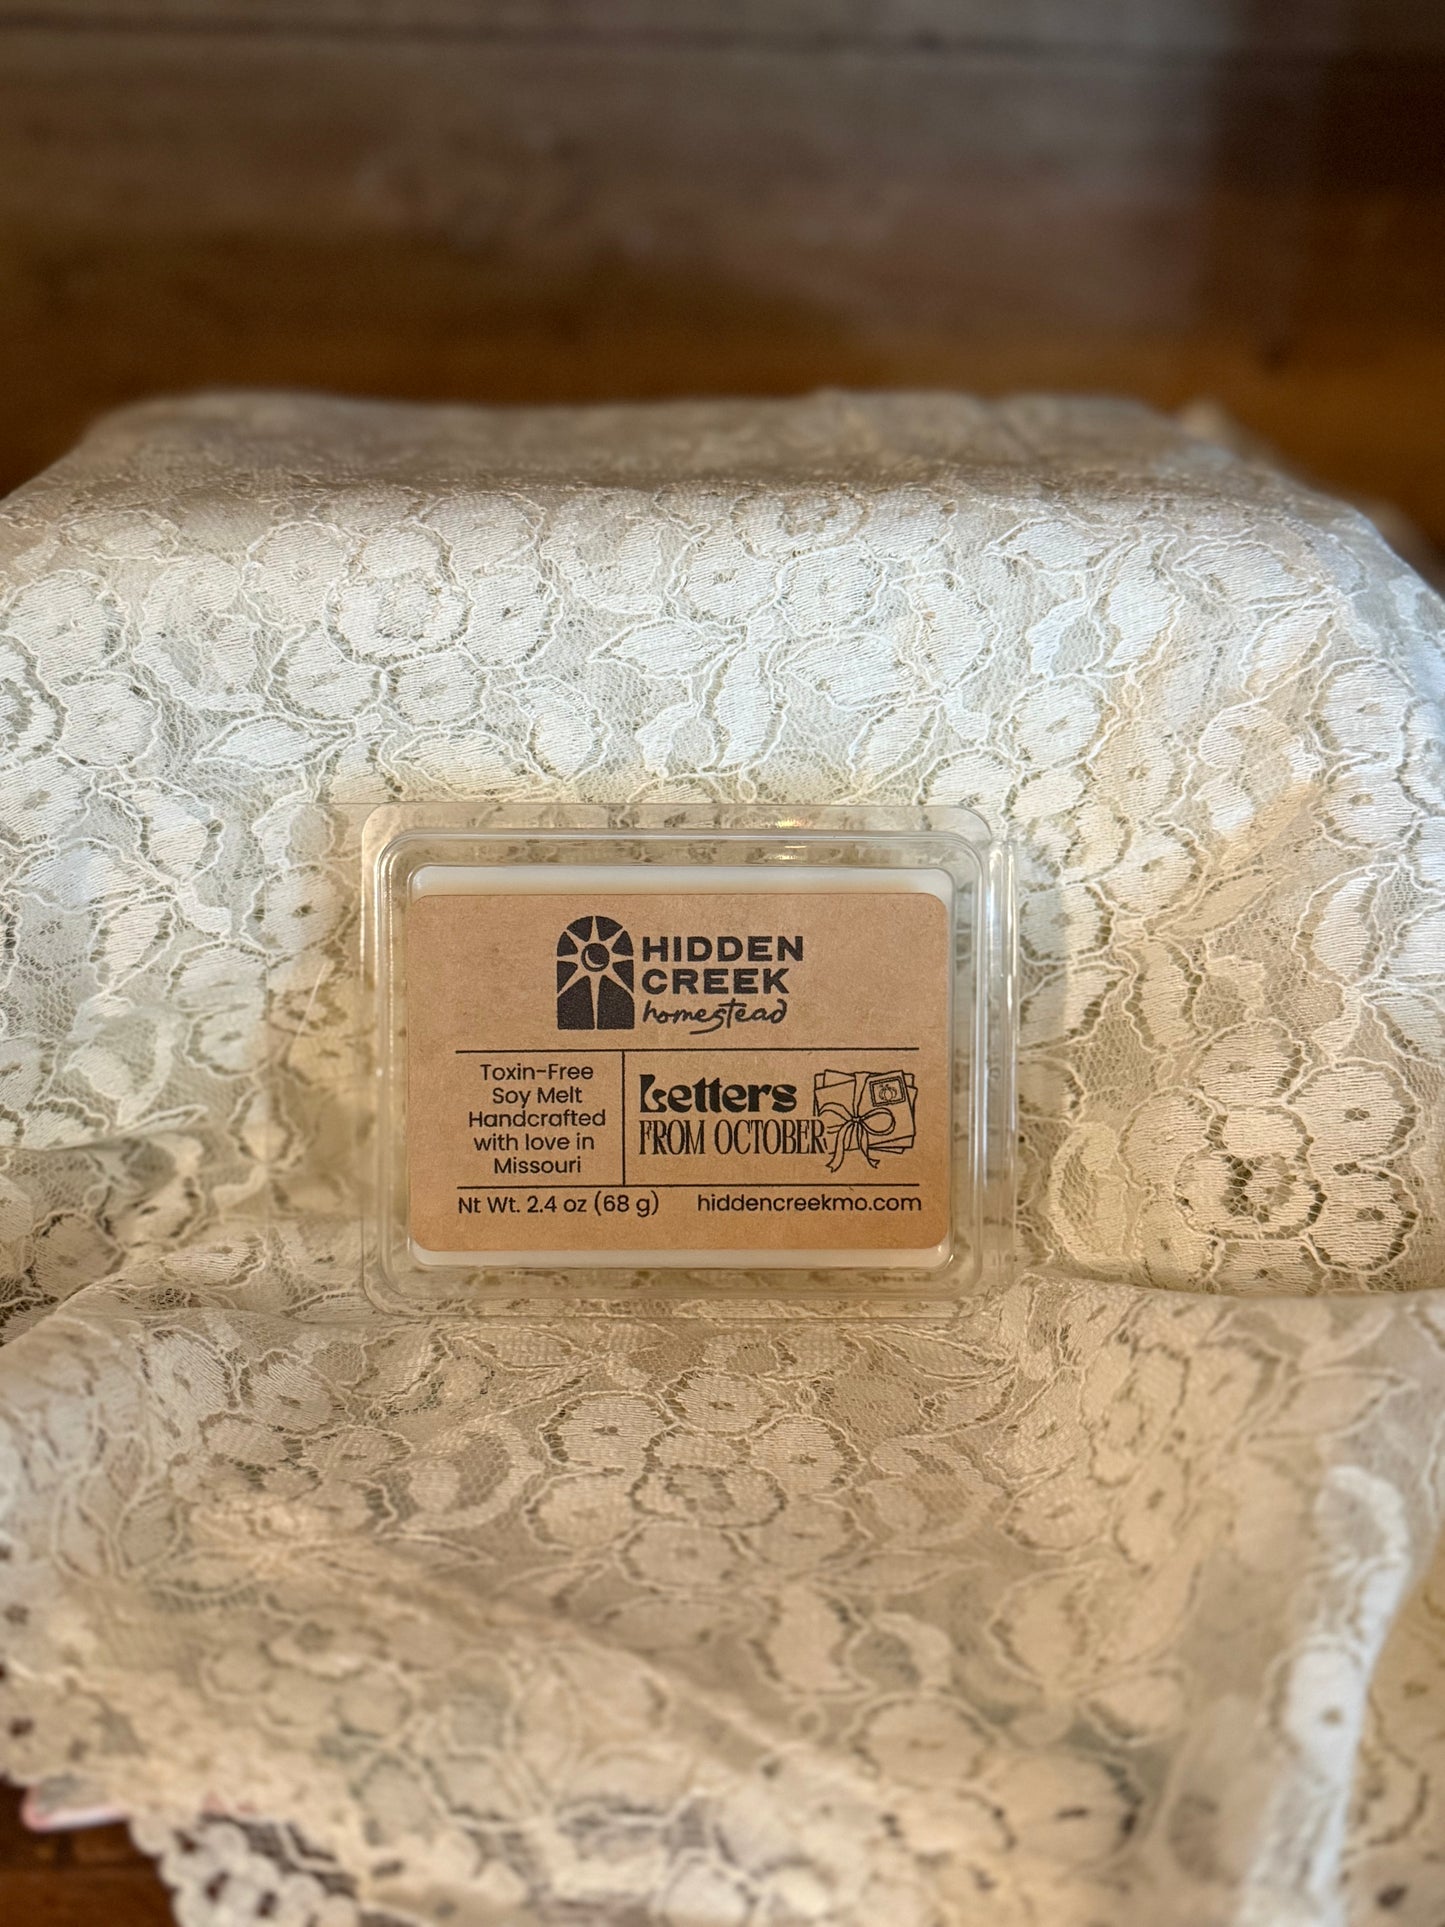 HIDDEN
CREEK
homestead
Toxin-Free
Soy Melt
Handcrafted
with love in
Missouri
Letters
FROM OCTOBER
Nt Wt. 2.4 oz (68 g)
hiddencreekmo.com